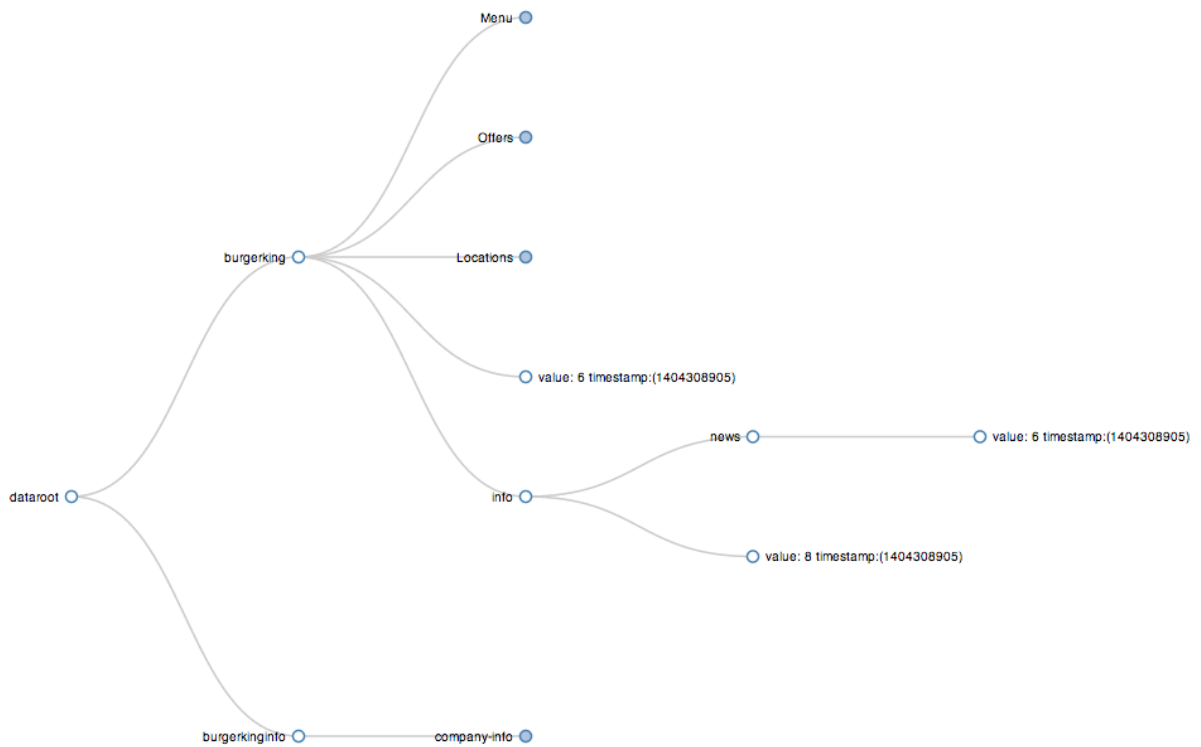 Menu
Offers
burgerking
Locations
value: 6 timestamp:(1404308905)
news
value: 6 timestamp:(1404308905)
dataroot
info
value: 8 timestamp:(1404308905)
burgerkinginfo
company-info